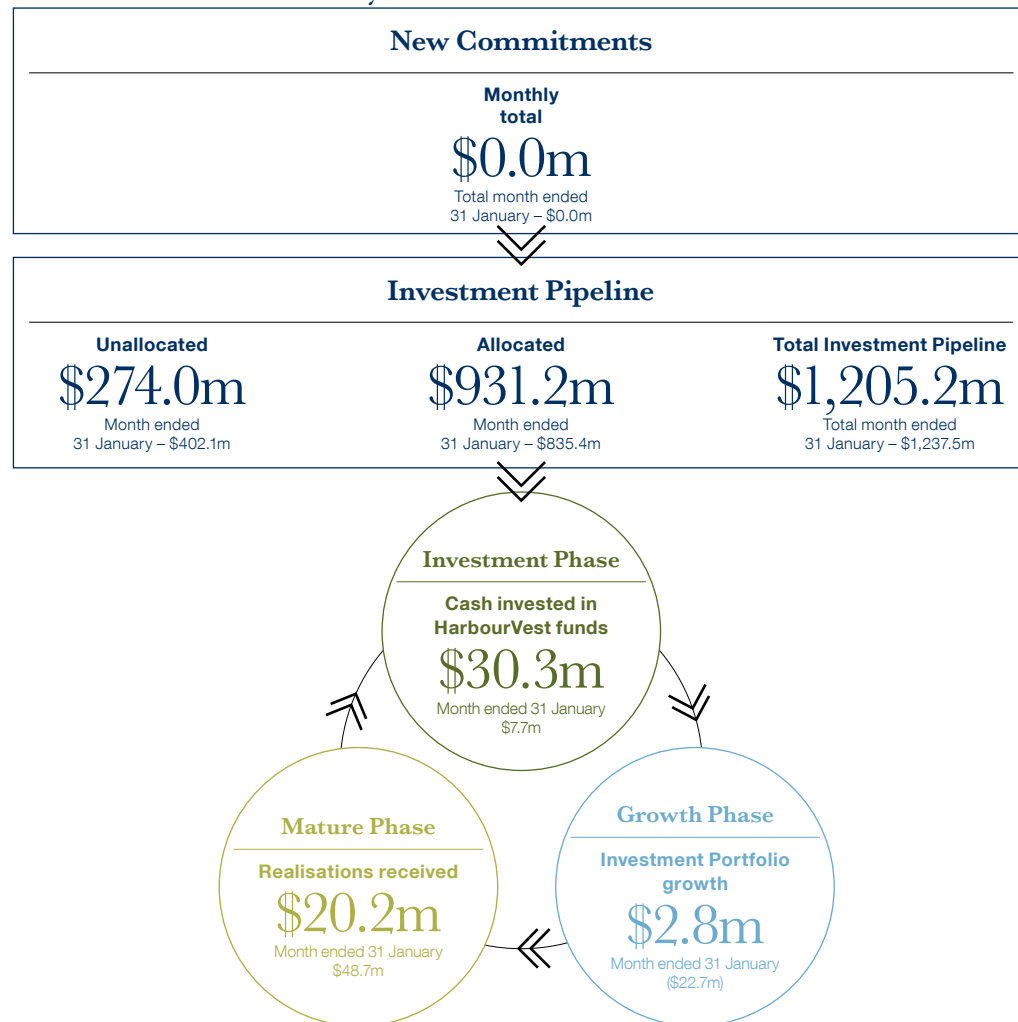 New Commitments
Monthly
total
$0.0m
Total month ended
31 January – $0.0m
Investment Pipeline
Unallocated
$274.0m
Month ended
31 January – $402.1m
Allocated
$931.2m
Month ended
31 January – $835.4m
Total Investment Pipeline
$1,205.2m
Total month ended
31 January – $1,237.5m
Investment Phase
Cash invested in
HarbourVest funds
$30.3m
Month ended 31 January
$7.7m
Mature Phase
Realisations received
$20.2m
Month ended 31 January
$48.7m
Growth Phase
Investment Portfolio
growth
$2.8m
Month ended 31 January
($22.7m)